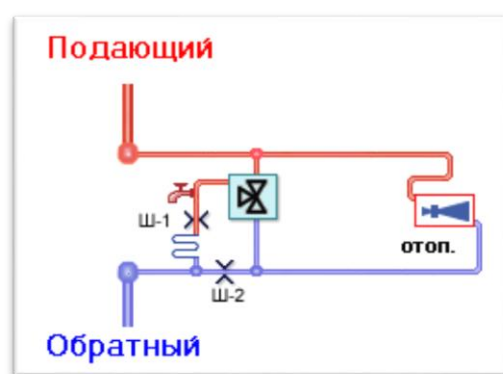 Подающий
Ш-1
отоп.
Ш-2
Обратный